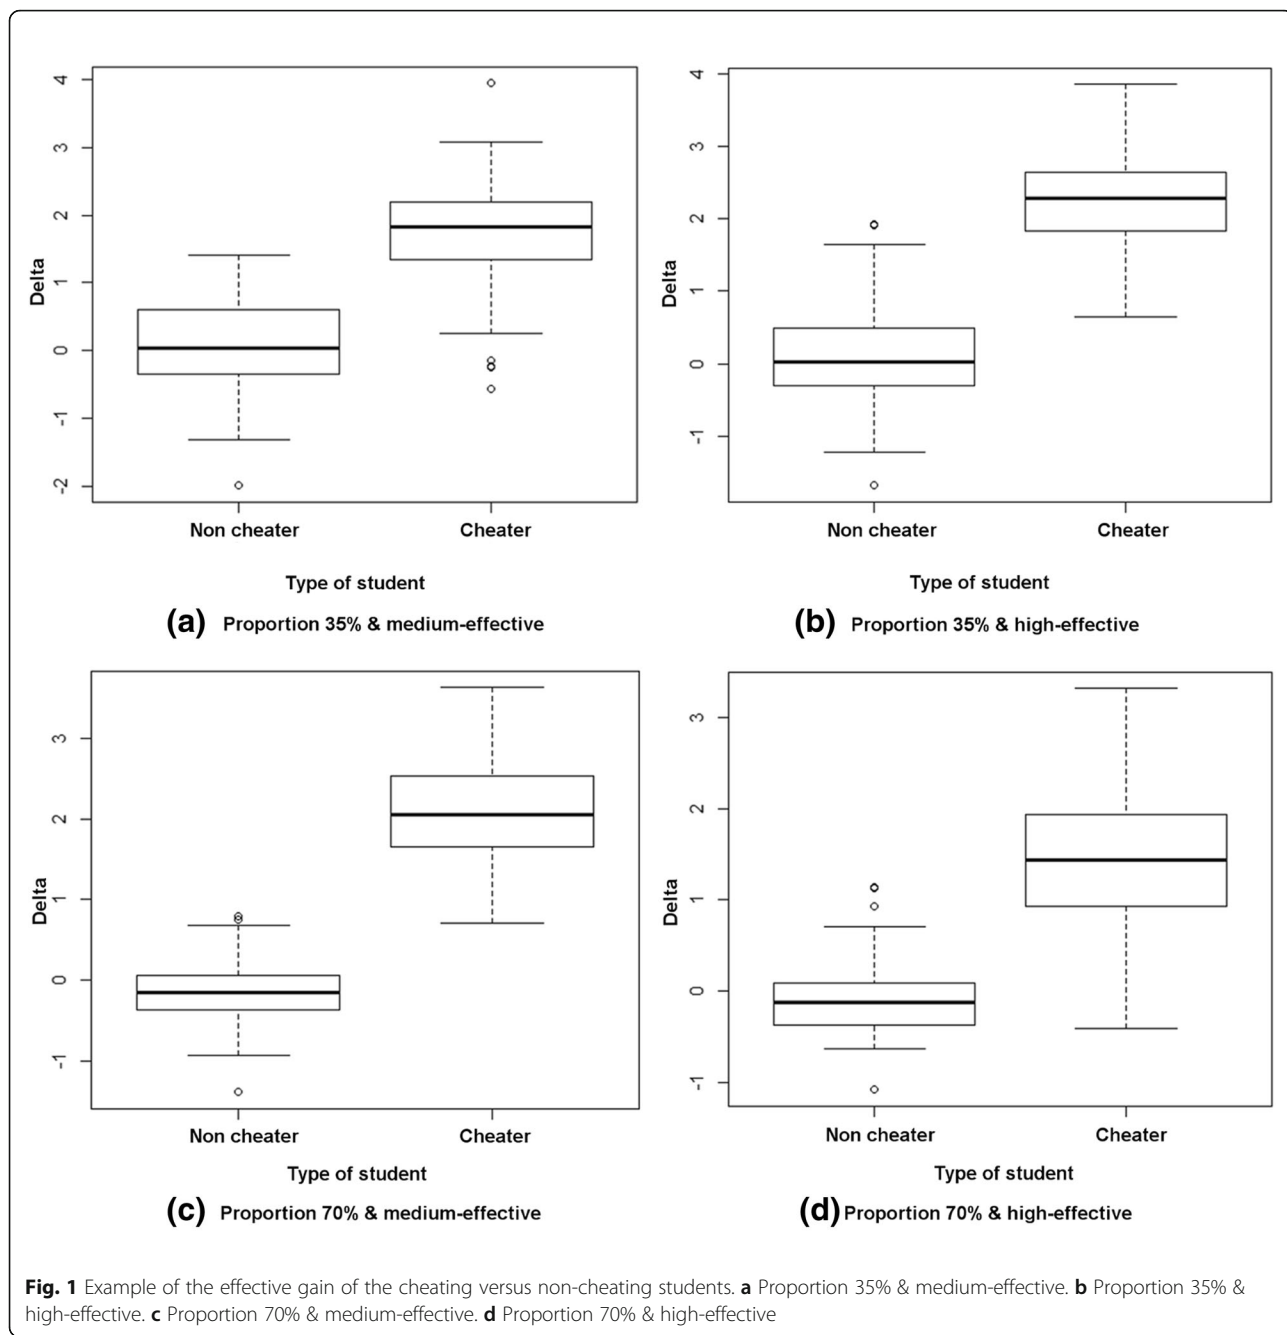 4
3
2
1
0
-1
-2
Delta
Non cheater
Cheater
Type of student
(a) Proportion 35% & medium-effective
4
3
2
1
0
-1
Delta
Non cheater
Cheater
Type of student
(b) Proportion 35% & high-effective
3
2
1
0
-1
Delta
Non cheater
Cheater
Type of student
(c) Proportion 70% & medium-effective
3
2
1
0
-1
Delta
Non cheater
Cheater
Type of student
(d) Proportion 70% & high-effective
Fig. 1 Example of the effective gain of the cheating versus non-cheating students. a Proportion 35% & medium-effective. b Proportion 35% &
high-effective. c Proportion 70% & medium-effective. d Proportion 70% & high-effective